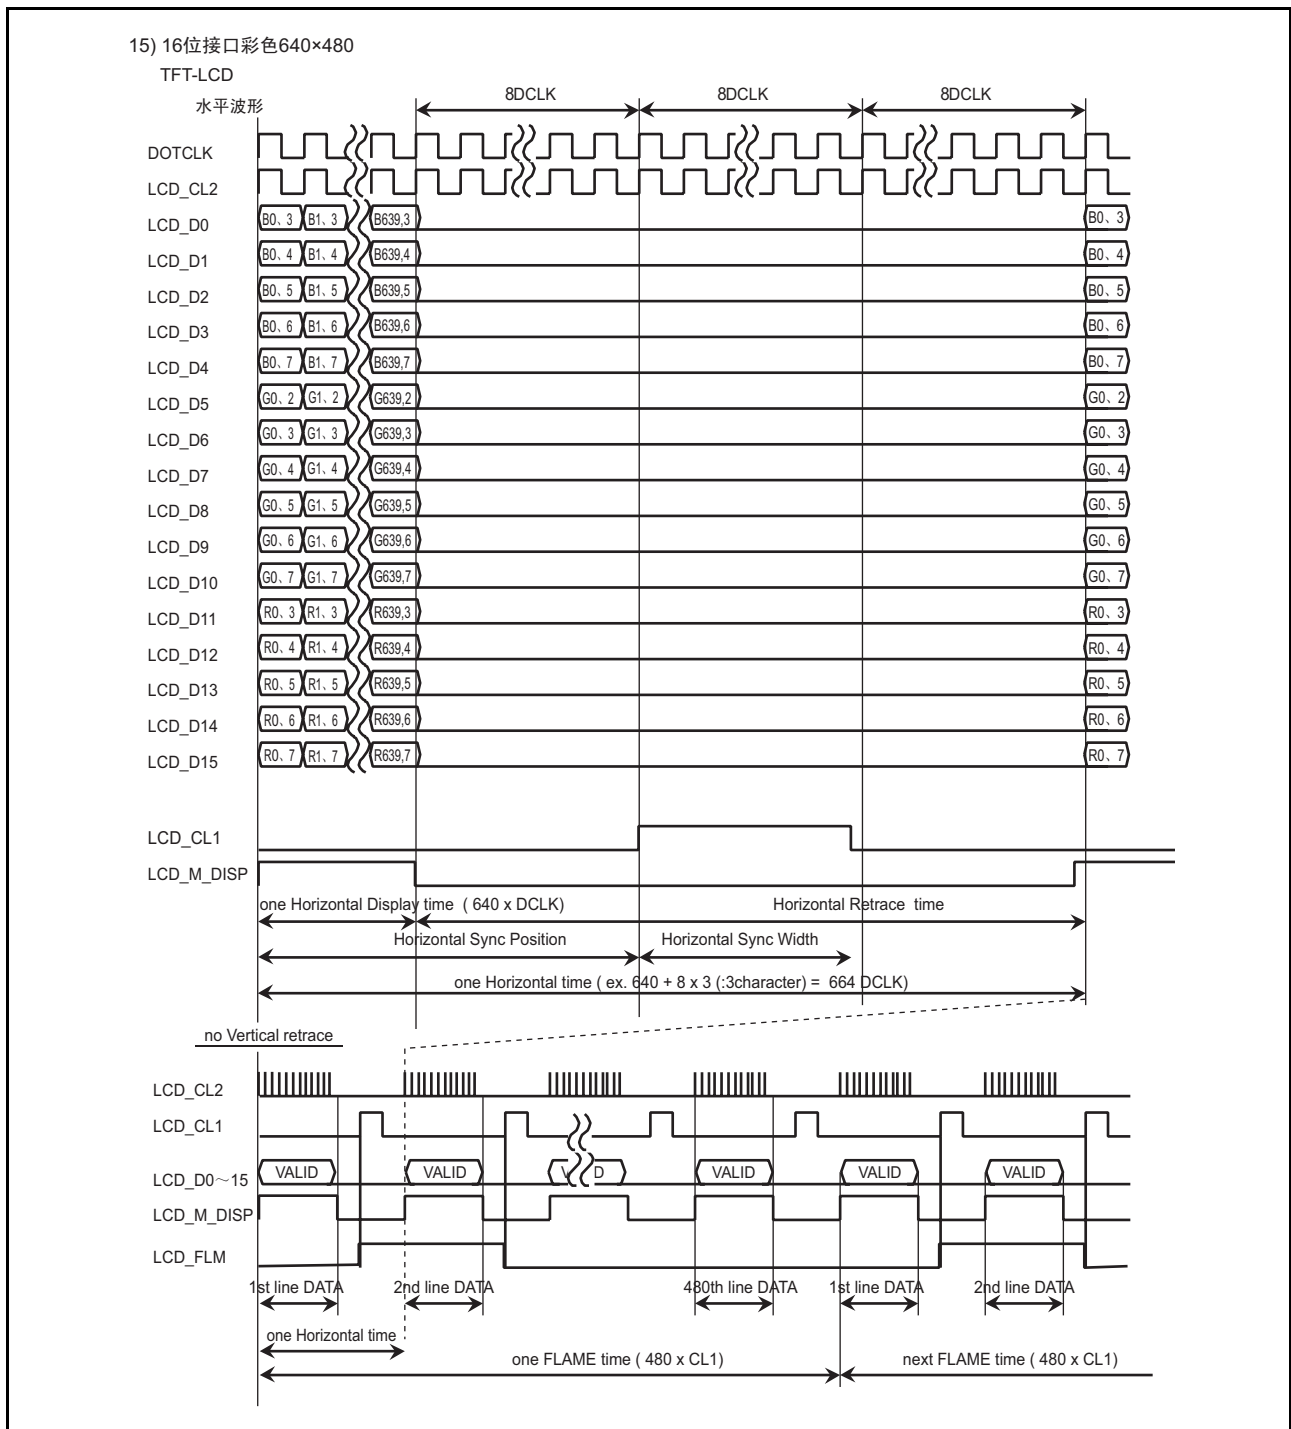 15) 16位接口彩色640×480
TFT-LCD
水平波形
8DCLK 8DCLK 8DCLK
DOTCLK
LCD_CL2
LCD_D0 B0、3 B1、3 B639,3 B0、3
LCD_D1 B0、4 B1、4 B639,4 B0、4
LCD_D2 B0、5 B1、5 B639,5 B0、5
LCD_D3 B0、6 B1、6 B639,6 B0、6
LCD_D4 B0、7 B1、7 B639,7 B0、7
LCD_D5 G0、2 G1、2 G639,2 G0、2
LCD_D6 G0、3 G1、3 G639,3 G0、3
LCD_D7 G0、4 G1、4 G639,4 G0、4
LCD_D8 G0、5 G1、5 G639,5 G0、5
LCD_D9 G0、6 G1、6 G639,6 G0、6
LCD_D10 G0、7 G1、7 G639,7 G0、7
LCD_D11 R0、3 R1、3 R639,3 R0、3
LCD_D12 R0、4 R1、4 R639,4 R0、4
LCD_D13 R0、5 R1、5 R639,5 R0、5
LCD_D14 R0、6 R1、6 R639,6 R0、6
LCD_D15 R0、7 R1、7 R639,7 R0、7
LCD_CL1
LCD_M_DISP
one Horizontal Display time ( 640 x DCLK) Horizontal Retrace time
Horizontal Sync Position Horizontal Sync Width
one Horizontal time ( ex. 640 + 8 x 3 (:3character) = 664 DCLK)
no Vertical retrace
LCD_CL2
LCD_CL1
LCD_D0～15 VALID VALID VALID VALID VALID
LCD_M_DISP
LCD_FLM
1st line DATA 2nd line DATA 480th line DATA 1st line DATA 2nd line DATA
one Horizontal time
one FLAME time ( 480 x CL1) next FLAME time ( 480 x CL1)